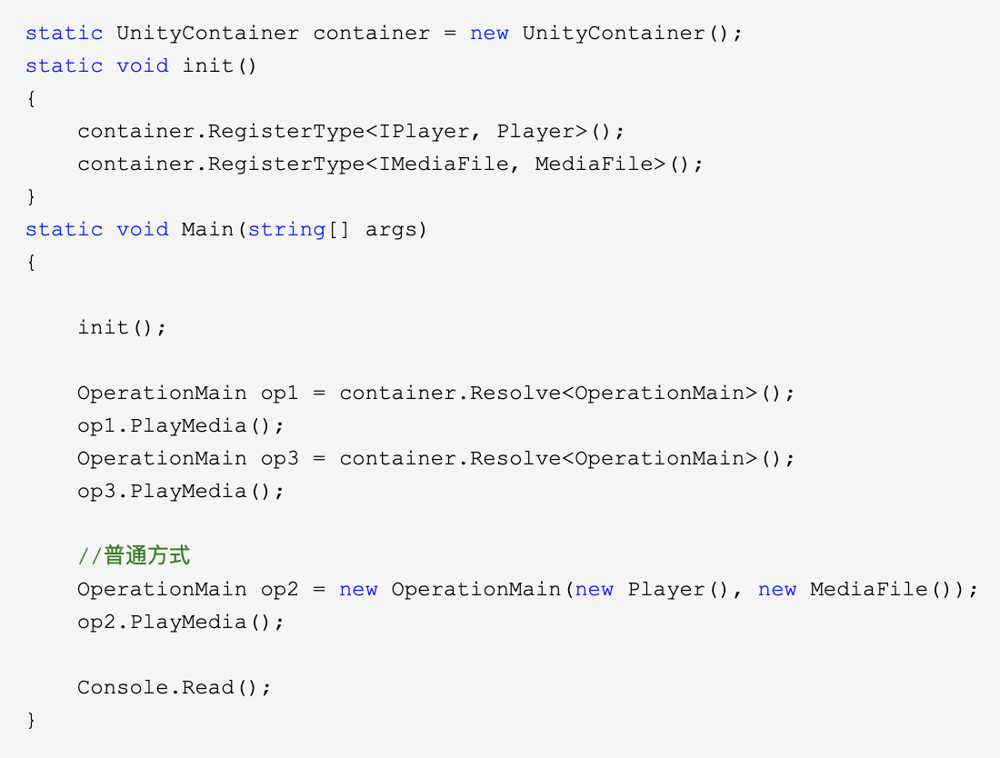 static UnityContainer container = new UnityContainer();
static void init()
{
    container.RegisterType<IPlayer, Player>();
    container.RegisterType<IMediaFile, MediaFile>();
}
static void Main(string[] args)
{
    init();
    OperationMain op1 = container.Resolve<OperationMain>();
    op1.PlayMedia();
    OperationMain op3 = container.Resolve<OperationMain>();
    op3.PlayMedia();
    //普通方式
    OperationMain op2 = new OperationMain(new Player(), new MediaFile());
    op2.PlayMedia();
    Console.Read();
}